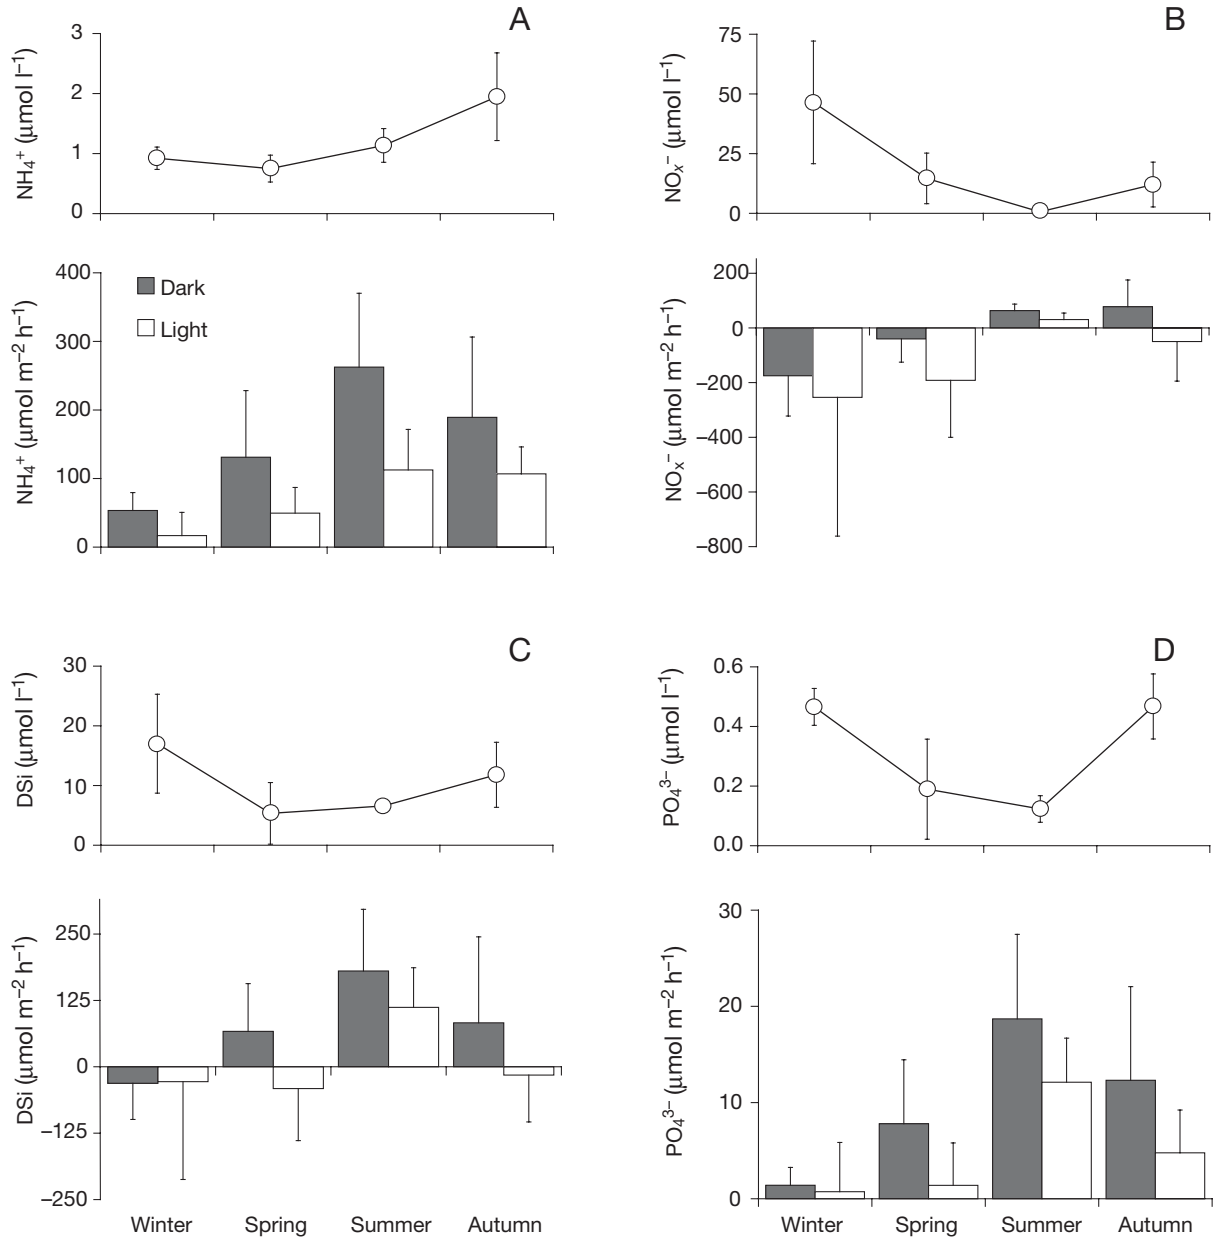 A
NH₄⁺ (µmol l⁻¹)
3
2
1
0
NH₄⁺ (µmol m⁻² h⁻¹)
400
300
200
100
0
Dark
Light
B
NOₓ⁻ (µmol l⁻¹)
75
50
25
0
NOₓ⁻ (µmol m⁻² h⁻¹)
200
0
–200
–400
–600
–800
C
DSi (µmol l⁻¹)
30
20
10
0
DSi (µmol m⁻² h⁻¹)
250
125
0
–125
–250
Winter Spring Summer Autumn
D
PO₄³⁻ (µmol l⁻¹)
0.6
0.4
0.2
0.0
PO₄³⁻ (µmol m⁻² h⁻¹)
30
20
10
0
Winter Spring Summer Autumn